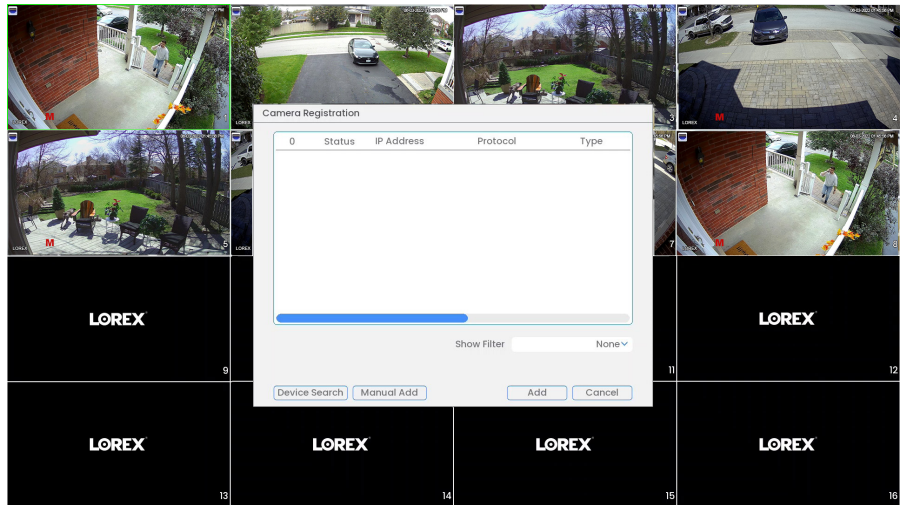 Camera Registration
0 Status IP Address Protocol Type
Show Filter None
Device Search Manual Add Add Cancel
LOREX M
LOREX M 4
LOREX M 5
LOREX
7
LOREX M 8
LOREX 9
11
LOREX 12
LOREX 13
LOREX 14
LOREX 15
LOREX 16
3